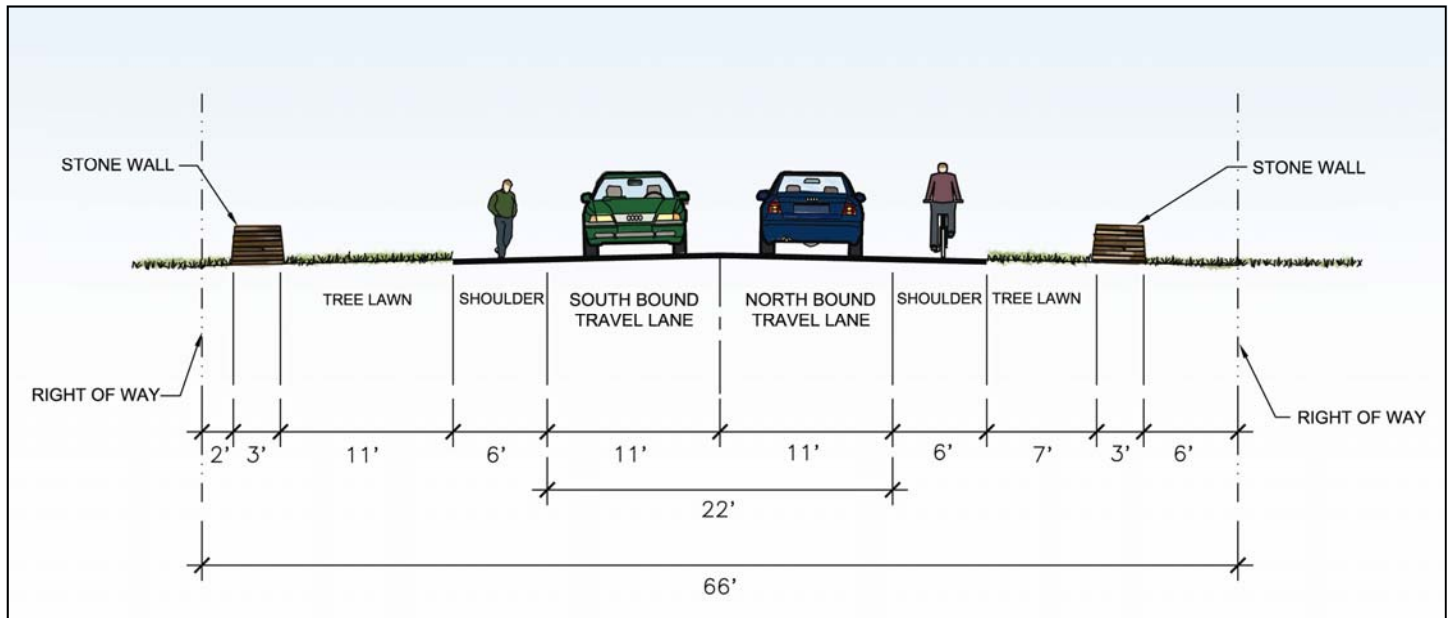 STONE WALL
STONE WALL
TREE LAWN
SHOULDER
SOUTH BOUND
TRAVEL LANE
NORTH BOUND
TRAVEL LANE
SHOULDER
TREE LAWN
RIGHT OF WAY
RIGHT OF WAY
2' 3' 11' 6' 11' 11' 6' 7' 3' 6'
22'
66'